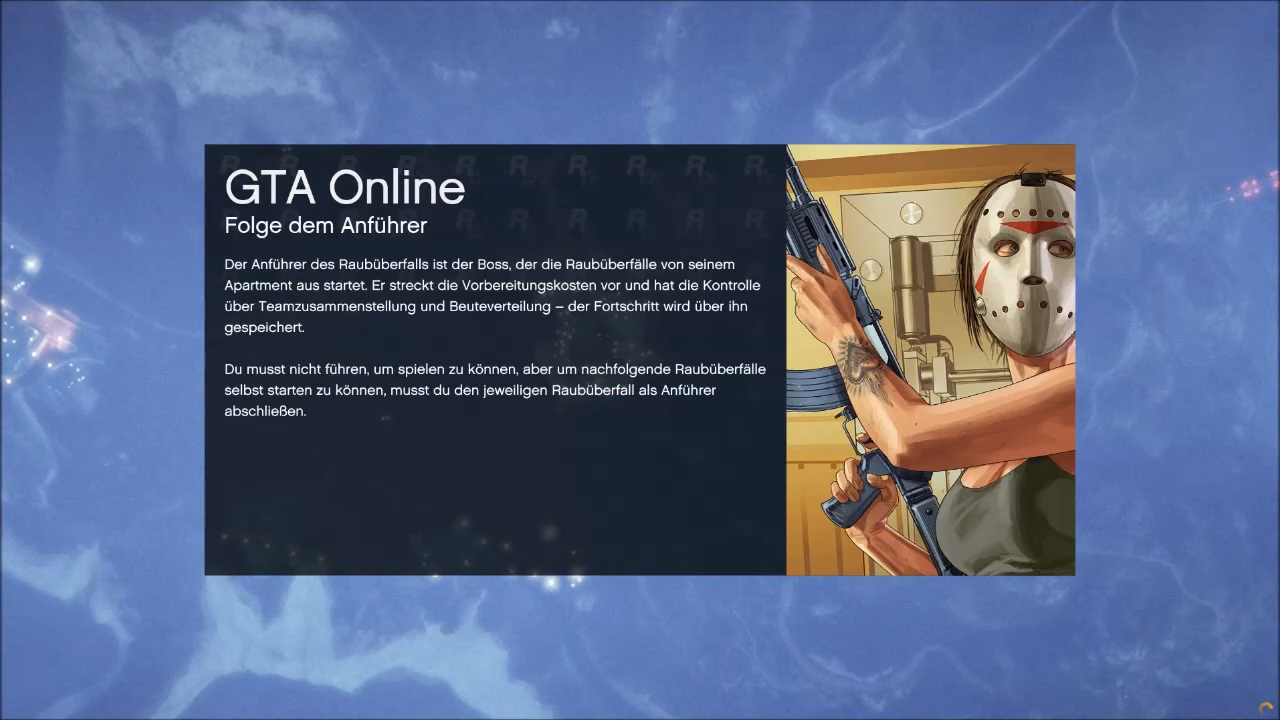 GTA Online
Folge dem Anführer
Der Anführer des Raubüberfalls ist der Boss, der die Raubüberfälle von seinem
Apartment aus startet. Er streckt die Vorbereitungskosten vor und hat die Kontrolle
über Teamzusammenstellung und Beuteverteilung – der Fortschritt wird über ihn
gespeichert.
Du musst nicht führen, um spielen zu können, aber um nachfolgende Raubüberfälle
selbst starten zu können, musst du den jeweiligen Raubüberfall als Anführer
abschließen.